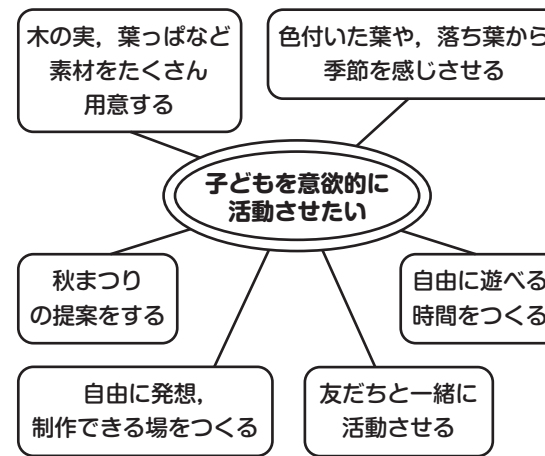 木の実，葉っぱなど
素材をたくさん
用意する
色付いた葉や，落ち葉から
季節を感じさせる
子どもを意欲的に
活動させたい
秋まつり
の提案をする
自由に遊べる
時間をつくる
自由に発想，
制作できる場をつくる
友だちと一緒に
活動させる